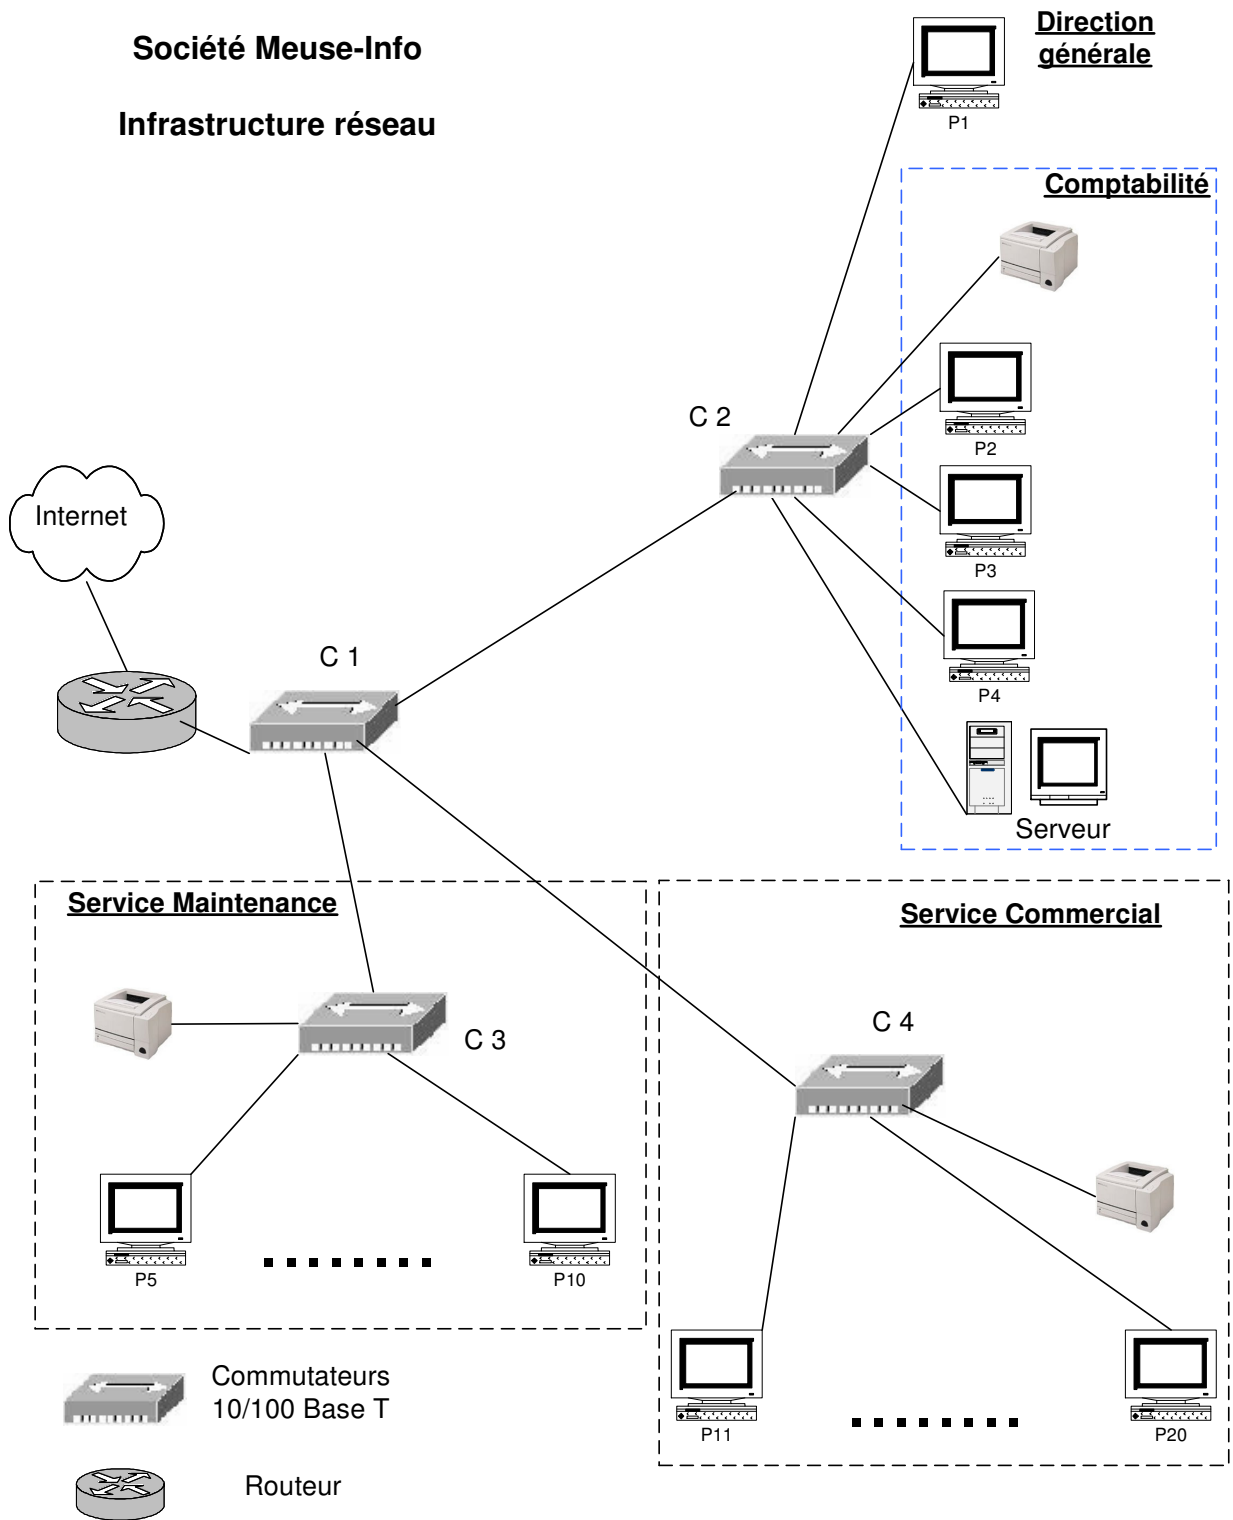 Société Meuse-Info
Infrastructure réseau
Direction
générale
P1
Comptabilité
C 2
P2
P3
P4
Serveur
Internet
C 1
Service Maintenance
C 3
P5
P10
Service Commercial
C 4
P11
P20
Commutateurs
10/100 Base T
Routeur